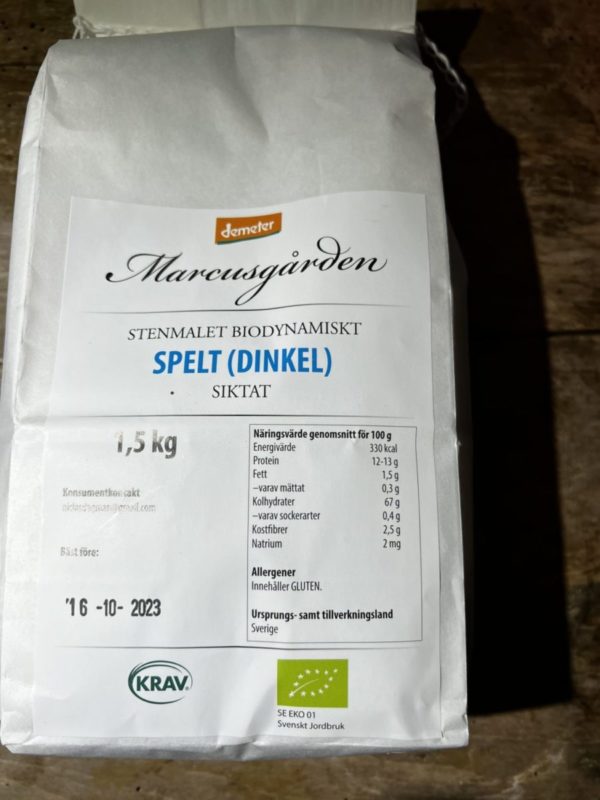 demeter
Marcusgården
STENMALET BIODYNAMISKT
SPELT (DINKEL)
SIKTAT
1,5 kg
Konsumentkontakt
Bäst före:
'16 -10- 2023
Näringsvärde genomsnitt för 100 g
Energivärde 330 kcal
Protein 12-13 g
Fett 1,5 g
–varav mättat 0,3 g
Kolhydrater 67 g
–varav sockerarter 0,4 g
Kostfibrer 2,5 g
Natrium 2 mg
Allergener
Innehåller GLUTEN.
Ursprungs- samt tillverkningsland
Sverige
KRAV
SE EKO 01
Svenskt Jordbruk